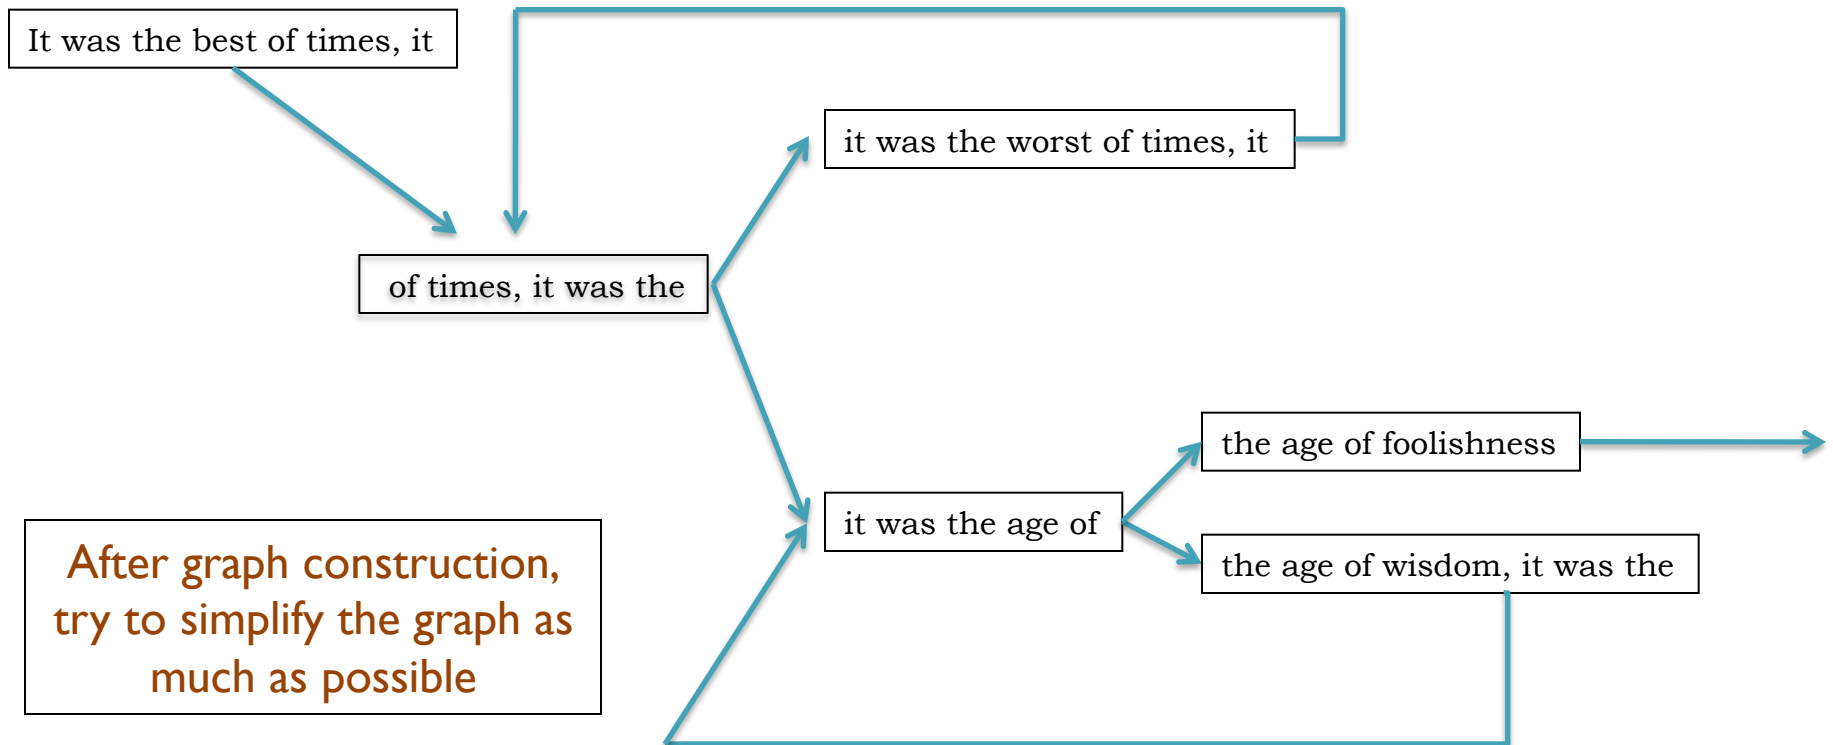 It was the best of times, it
it was the worst of times, it
of times, it was the
the age of foolishness
it was the age of
the age of wisdom, it was the
After graph construction,
try to simplify the graph as
much as possible